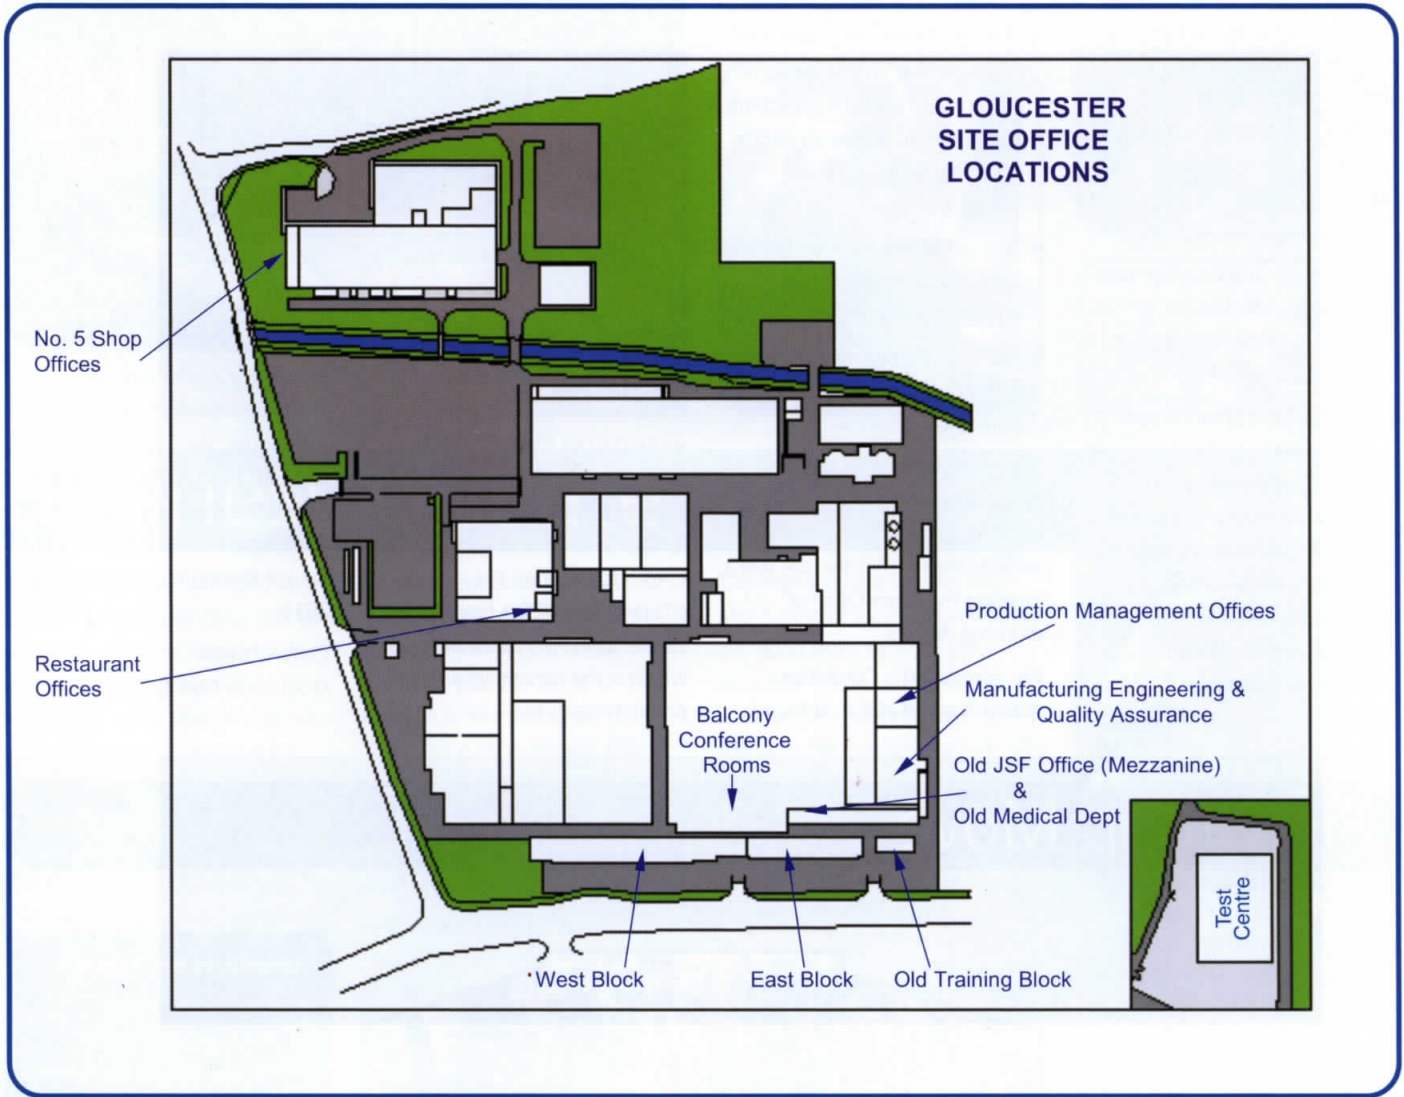 GLOUCESTER
SITE OFFICE
LOCATIONS
No. 5 Shop
Offices
Restaurant
Offices
Production Management Offices
Manufacturing Engineering &
Quality Assurance
Balcony
Conference
Rooms
Old JSF Office (Mezzanine)
&
Old Medical Dept
Test
Centre
West Block
East Block
Old Training Block